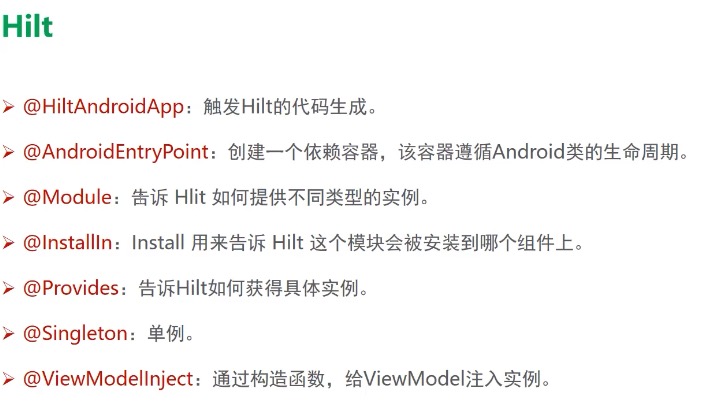 Hilt
➢ @HiltAndroidApp：触发Hilt的代码生成。
➢ @AndroidEntryPoint：创建一个依赖容器，该容器遵循Android类的生命周期。
➢ @Module：告诉 Hlit 如何提供不同类型的实例。
➢ @InstallIn：Install 用来告诉 Hilt 这个模块会被安装到哪个组件上。
➢ @Provides：告诉Hilt如何获得具体实例。
➢ @Singleton：单例。
➢ @ViewModelInject：通过构造函数，给ViewModel注入实例。